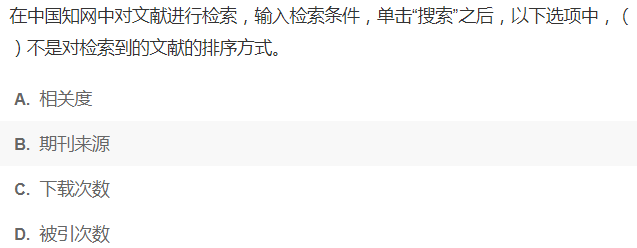 在中国知网中对文献进行检索，输入检索条件，单击“搜索”之后，以下选项中，（
）不是对检索到的文献的排序方式。
A. 相关度
B. 期刊来源
C. 下载次数
D. 被引次数